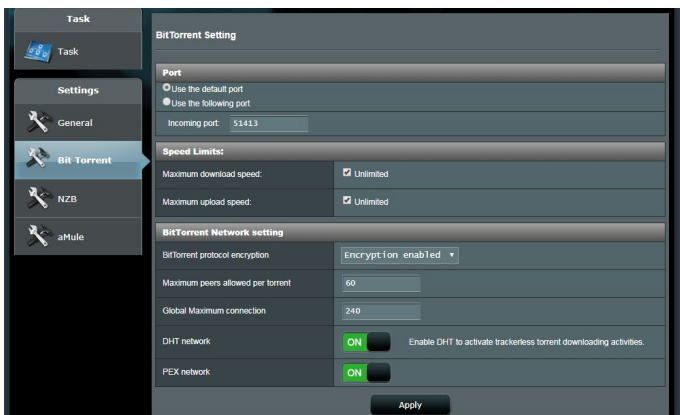 Task
Task
Settings
General
Bit Torrent
NZB
aMule
BitTorrent Setting
Port
Use the default port
Use the following port
Incoming port: 51413
Speed Limits:
Maximum download speed: Unlimited
Maximum upload speed: Unlimited
BitTorrent Network setting
BitTorrent protocol encryption Encryption enabled
Maximum peers allowed per torrent 60
Global Maximum connection 240
DHT network ON Enable DHT to activate trackerless torrent downloading activities.
PEX network ON
Apply